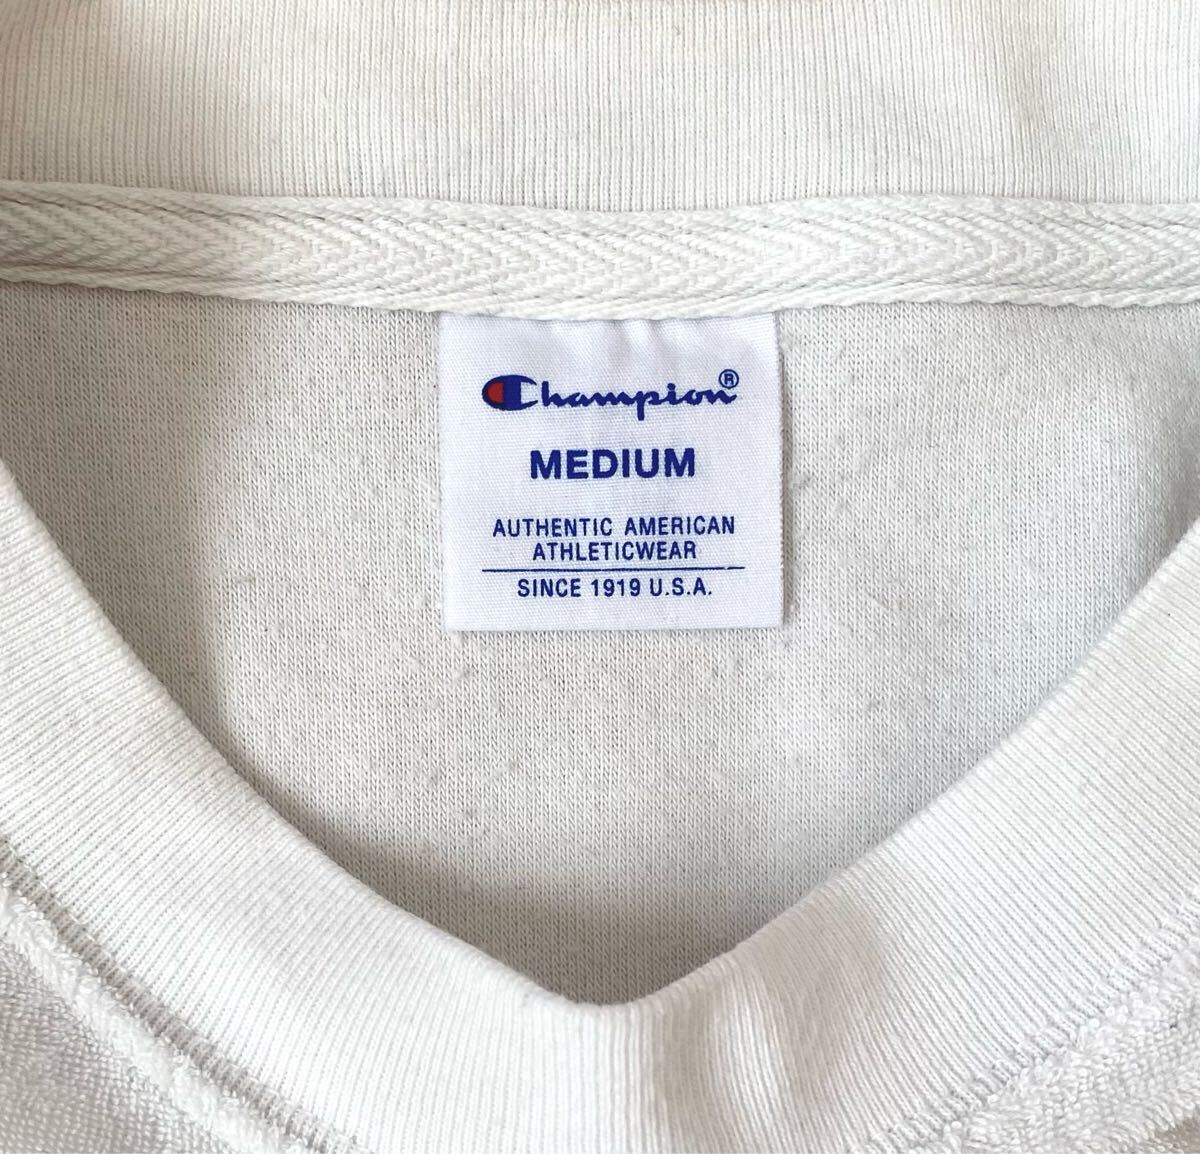 Champion®
MEDIUM
AUTHENTIC AMERICAN
ATHLETICWEAR
SINCE 1919 U.S.A.